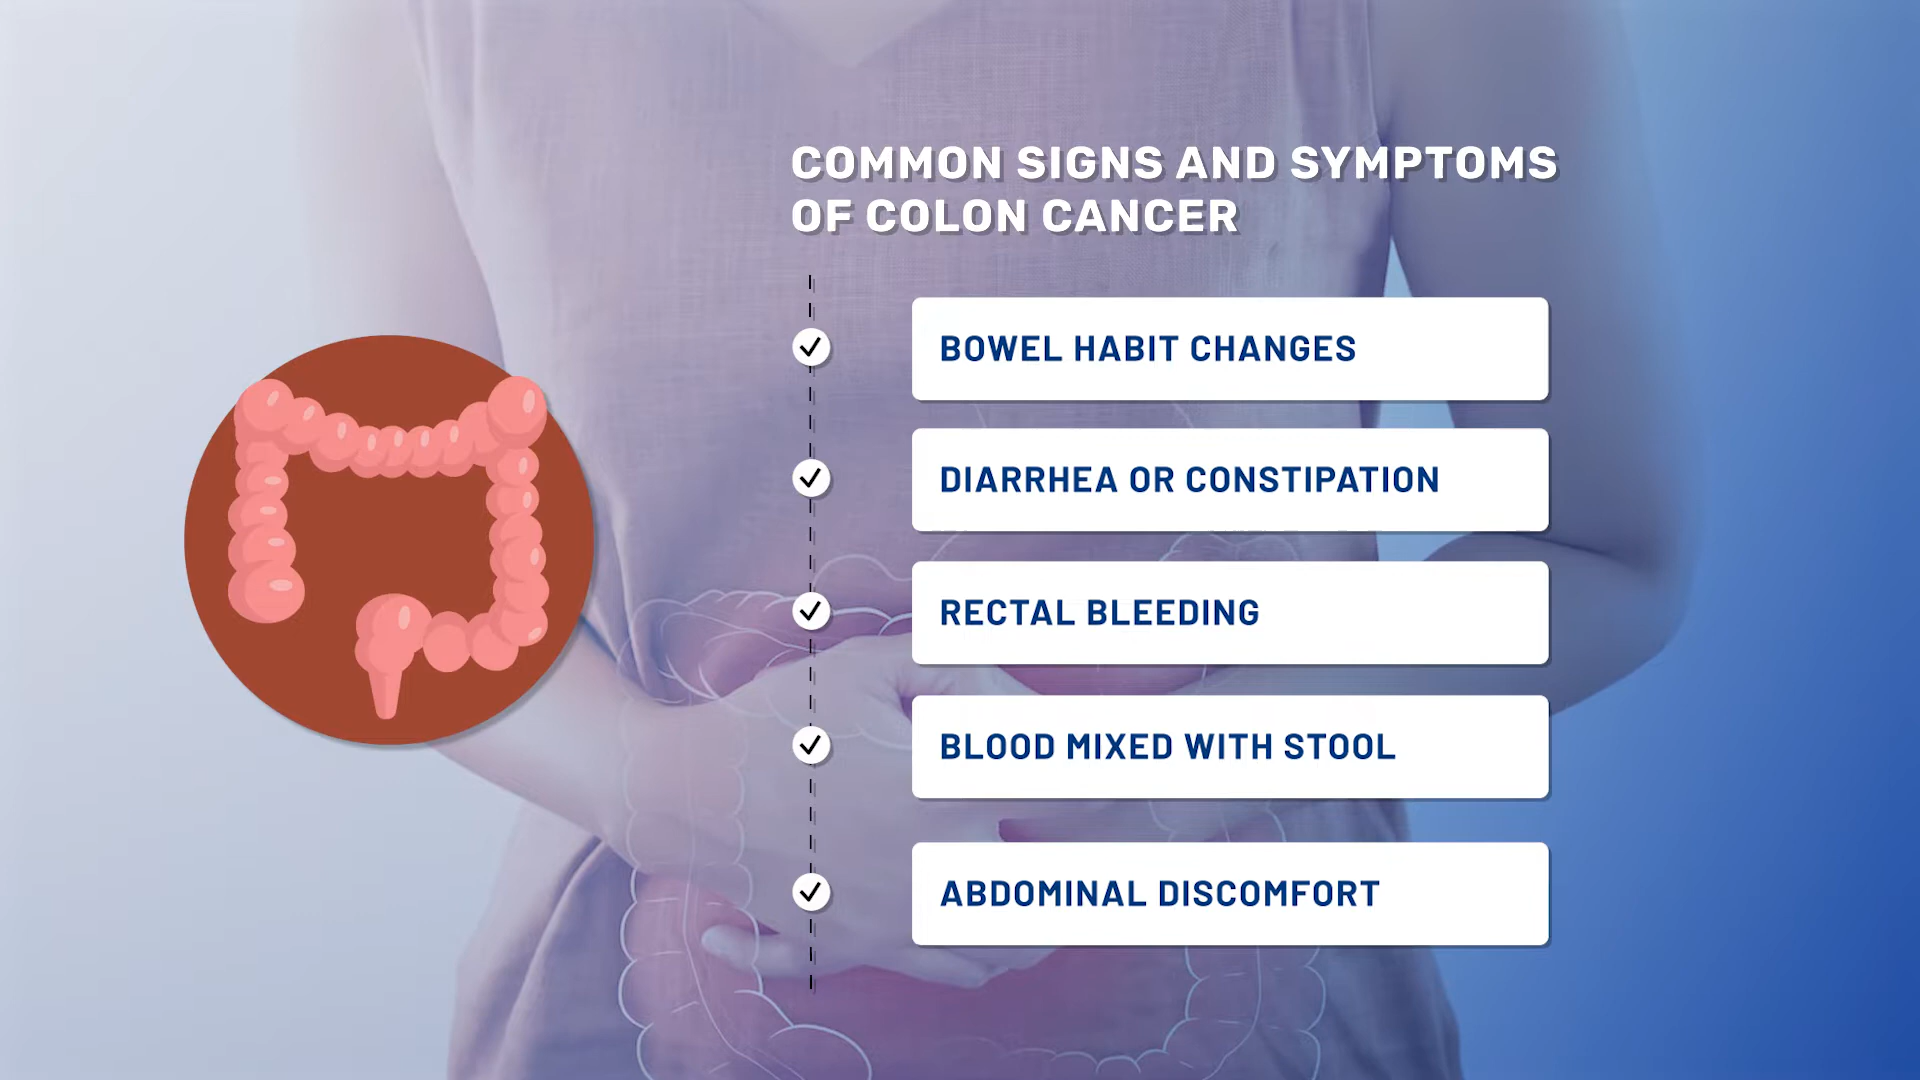 COMMON SIGNS AND SYMPTOMS
OF COLON CANCER
BOWEL HABIT CHANGES
DIARRHEA OR CONSTIPATION
RECTAL BLEEDING
BLOOD MIXED WITH STOOL
ABDOMINAL DISCOMFORT